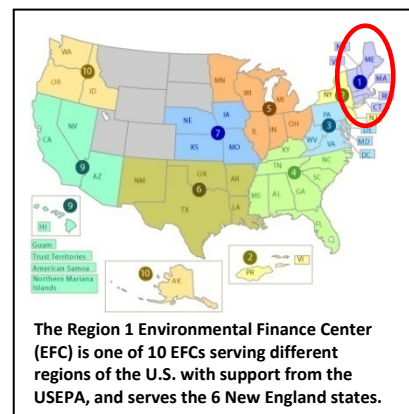 WA
OR
ID
10
MN
WI
MI
5
IL
IN
OH
NE
IA
7
KS
MO
CA
NV
AZ
9
NM
OK
AR
6
TX
LA
KY
TN
NC
4
SC
MS
AL
GA
FL
PA
3
WV
VA
NY
2
ME
1
MA
CT
DE
MD
DC
9
HI
Guam
Trust Territories
American Samoa
Northern Mariana
Islands
10
AK
2
PR
VI
The Region 1 Environmental Finance Center
(EFC) is one of 10 EFCs serving different
regions of the U.S. with support from the
USEPA, and serves the 6 New England states.